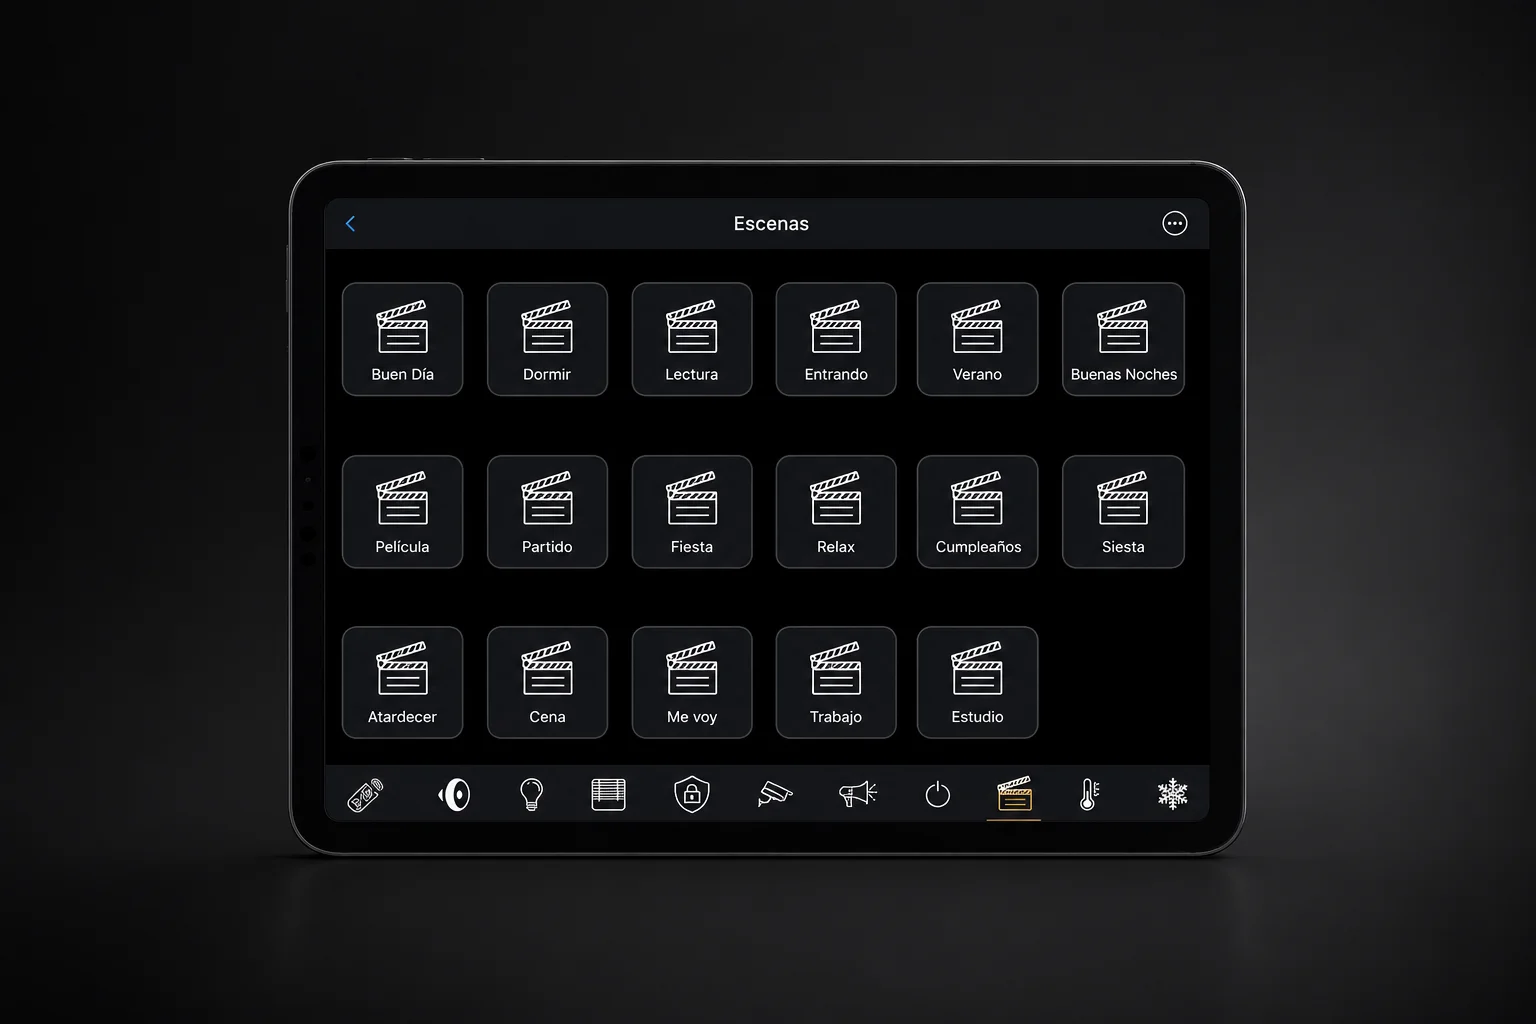 Escenas
Buen Día
Dormir
Lectura
Entrando
Verano
Buenas Noches
Película
Partido
Fiesta
Relax
Cumpleaños
Siesta
Atardecer
Cena
Me voy
Trabajo
Estudio